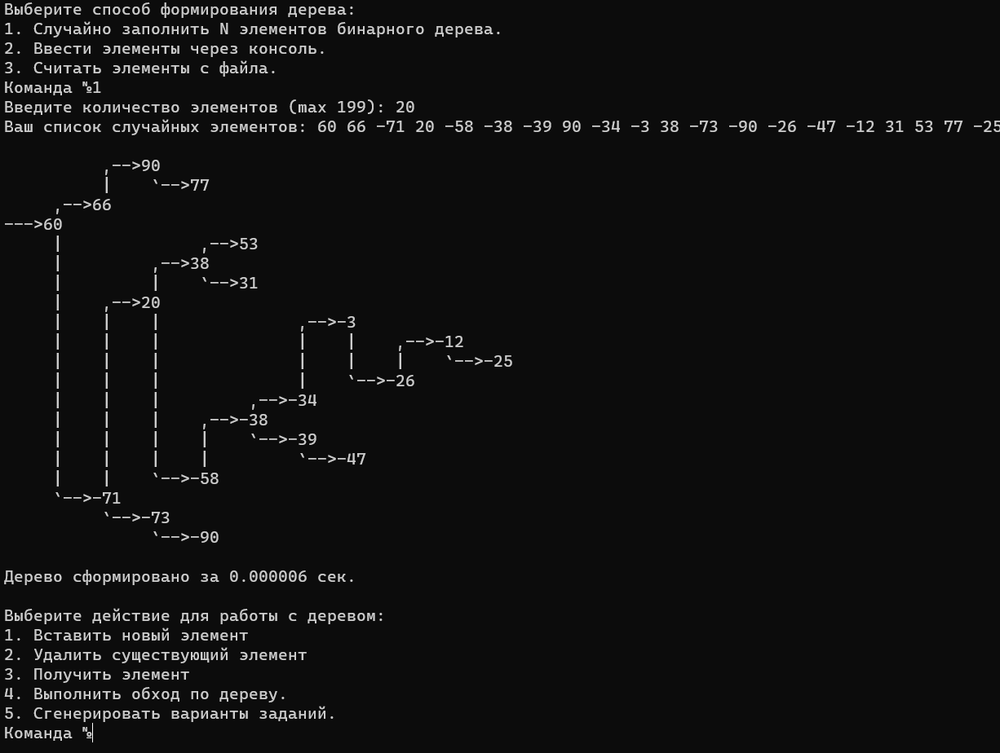 Выберите способ формирования дерева:
1. Случайно заполнить N элементов бинарного дерева.
2. Ввести элементы через консоль.
3. Считать элементы с файла.
Команда №1
Введите количество элементов (max 199): 20
Ваш список случайных элементов: 60 66 -71 20 -58 -38 -39 90 -34 -3 38 -73 -90 -26 -47 -12 31 53 77 -25
,-->90
|    `-->77
,-->66
--->60
|              ,-->53
|         ,-->38
|         |    `-->31
|    ,-->20
|    |    |              ,-->-3
|    |    |              |    |    ,-->-12
|    |    |              |    |    |    `-->-25
|    |    |              |    `-->-26
|    |    |         ,-->-34
|    |    |    ,-->-38
|    |    |    |    `-->-39
|    |    |    |         `-->-47
|    |    `-->-58
`-->-71
`-->-73
`-->-90
Дерево сформировано за 0.000006 сек.
Выберите действие для работы с деревом:
1. Вставить новый элемент
2. Удалить существующий элемент
3. Получить элемент
4. Выполнить обход по дереву.
5. Сгенерировать варианты заданий.
Команда №